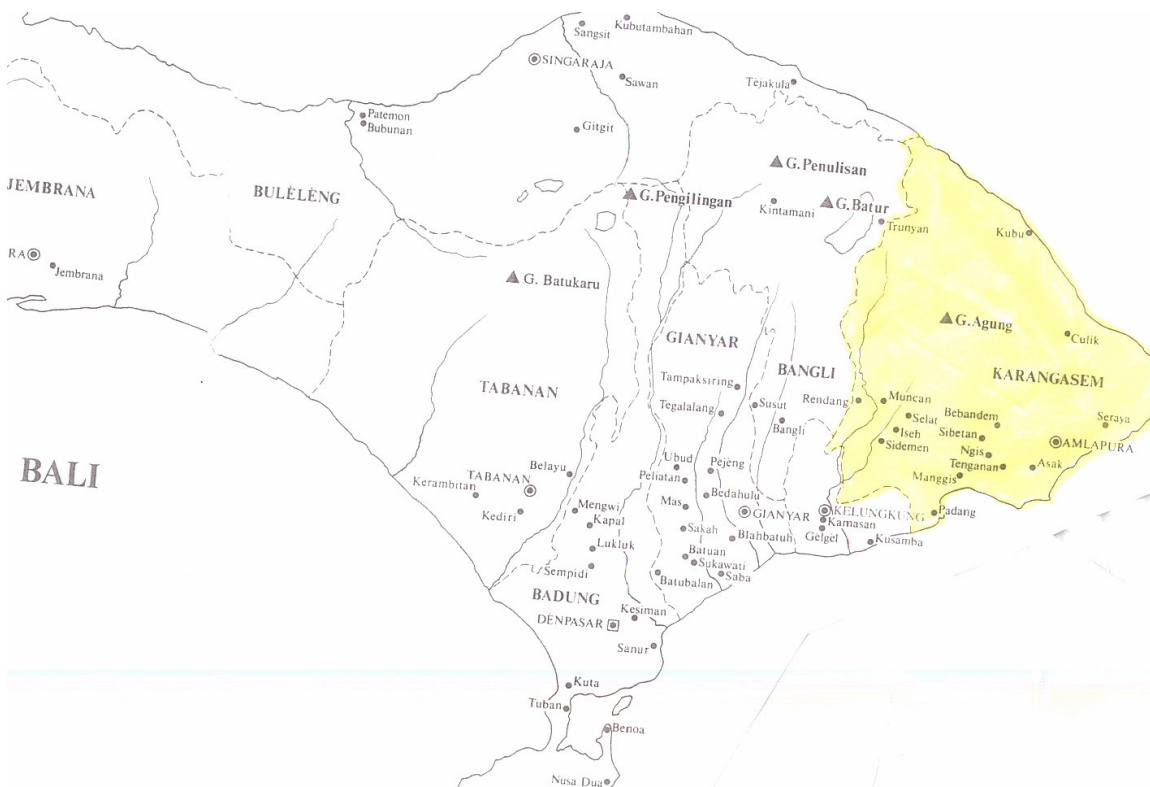 Sangsit
Kubutambahan
SINGARAJA
Sawan
Tejakula
Patemon
Bubunan
Gitgit
G.Penulisan
JEMBRANA
BULÈLÈNG
G.Pengilingan
Kintamani
G.Batur
Trunyan
Kubu
RA
Jembrana
G. Batukaru
G.Agung
Culik
GIANYAR
BANGLI
KARANGASEM
TABANAN
Tampaksiring
Tegalalang
Susut
Bangli
Rendang
Muncan
Selat
Bebandem
Seraya
Iseh
Sibetan
Sidemen
AMLAPURA
Ngis
BALI
Belayu
Ubud
Pejeng
Tenganan
Asak
TABANAN
Peliatan
Manggis
Kerambitan
Bedahulu
Kediri
Mengwi
Mas
GIANYAR
KELUNGKUNG
Padang
Kapal
Kamasan
Sakah
Gelgel
Blahbatuh
Kusamba
Lukluk
Batuan
Sempidi
Sukawati
Batubalan
Saba
BADUNG
Kesiman
DÈNPASAR
Sanur
Kuta
Tuban
Benoa
Nusa Dua